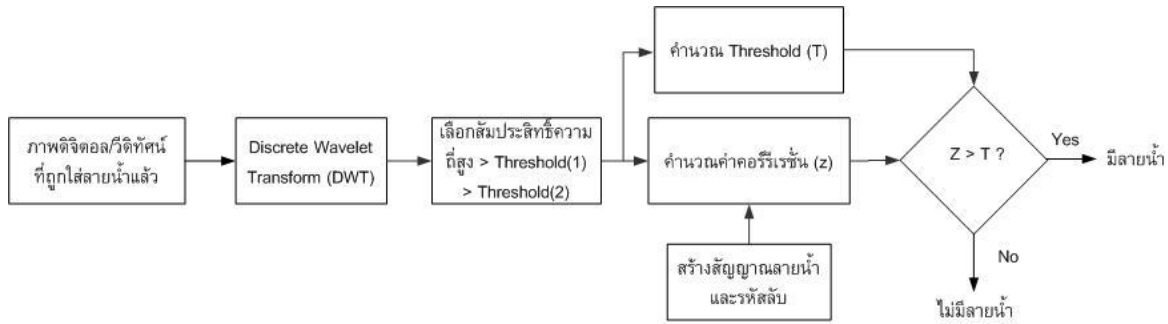 คำนวณ Threshold (T)
ภาพดิจิตอล/วีดิทัศน์
ที่ถูกใส่ลายน้ำแล้ว
Discrete Wavelet
Transform (DWT)
เลือกสัมประสิทธิ์ความ
ถี่สูง > Threshold(1)
> Threshold(2)
คำนวณค่าคอร์รีเรชั่น (z)
Z > T ?
Yes
มีลายน้ำ
สร้างสัญญาณลายน้ำ
และรหัสลับ
No
ไม่มีลายน้ำ